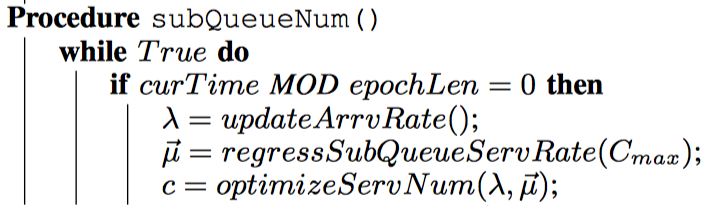 Procedure subQueueNum()
while True do
if curTime MOD epochLen = 0 then
λ = updateArrvRate();
μ⃗ = regressSubQueueServRate(Cmax);
c = optimizeServNum(λ, μ⃗);